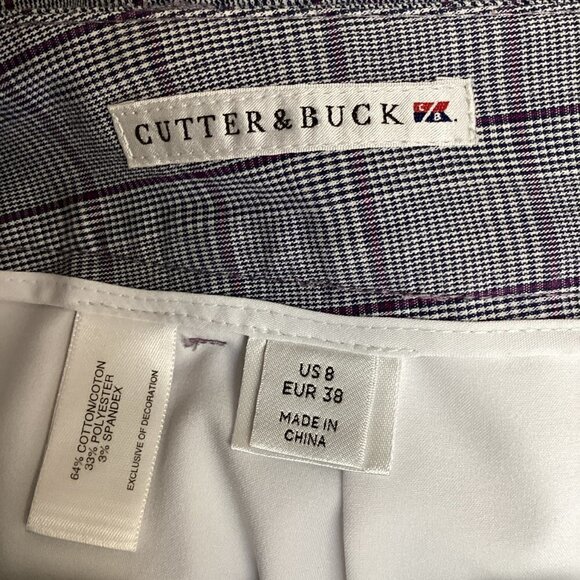 CUTTER & BUCK C B.
64% COTTON/COTON
33% POLYESTER
3% SPANDEX
EXCLUSIVE OF DECORATION
US 8
EUR 38
MADE IN
CHINA